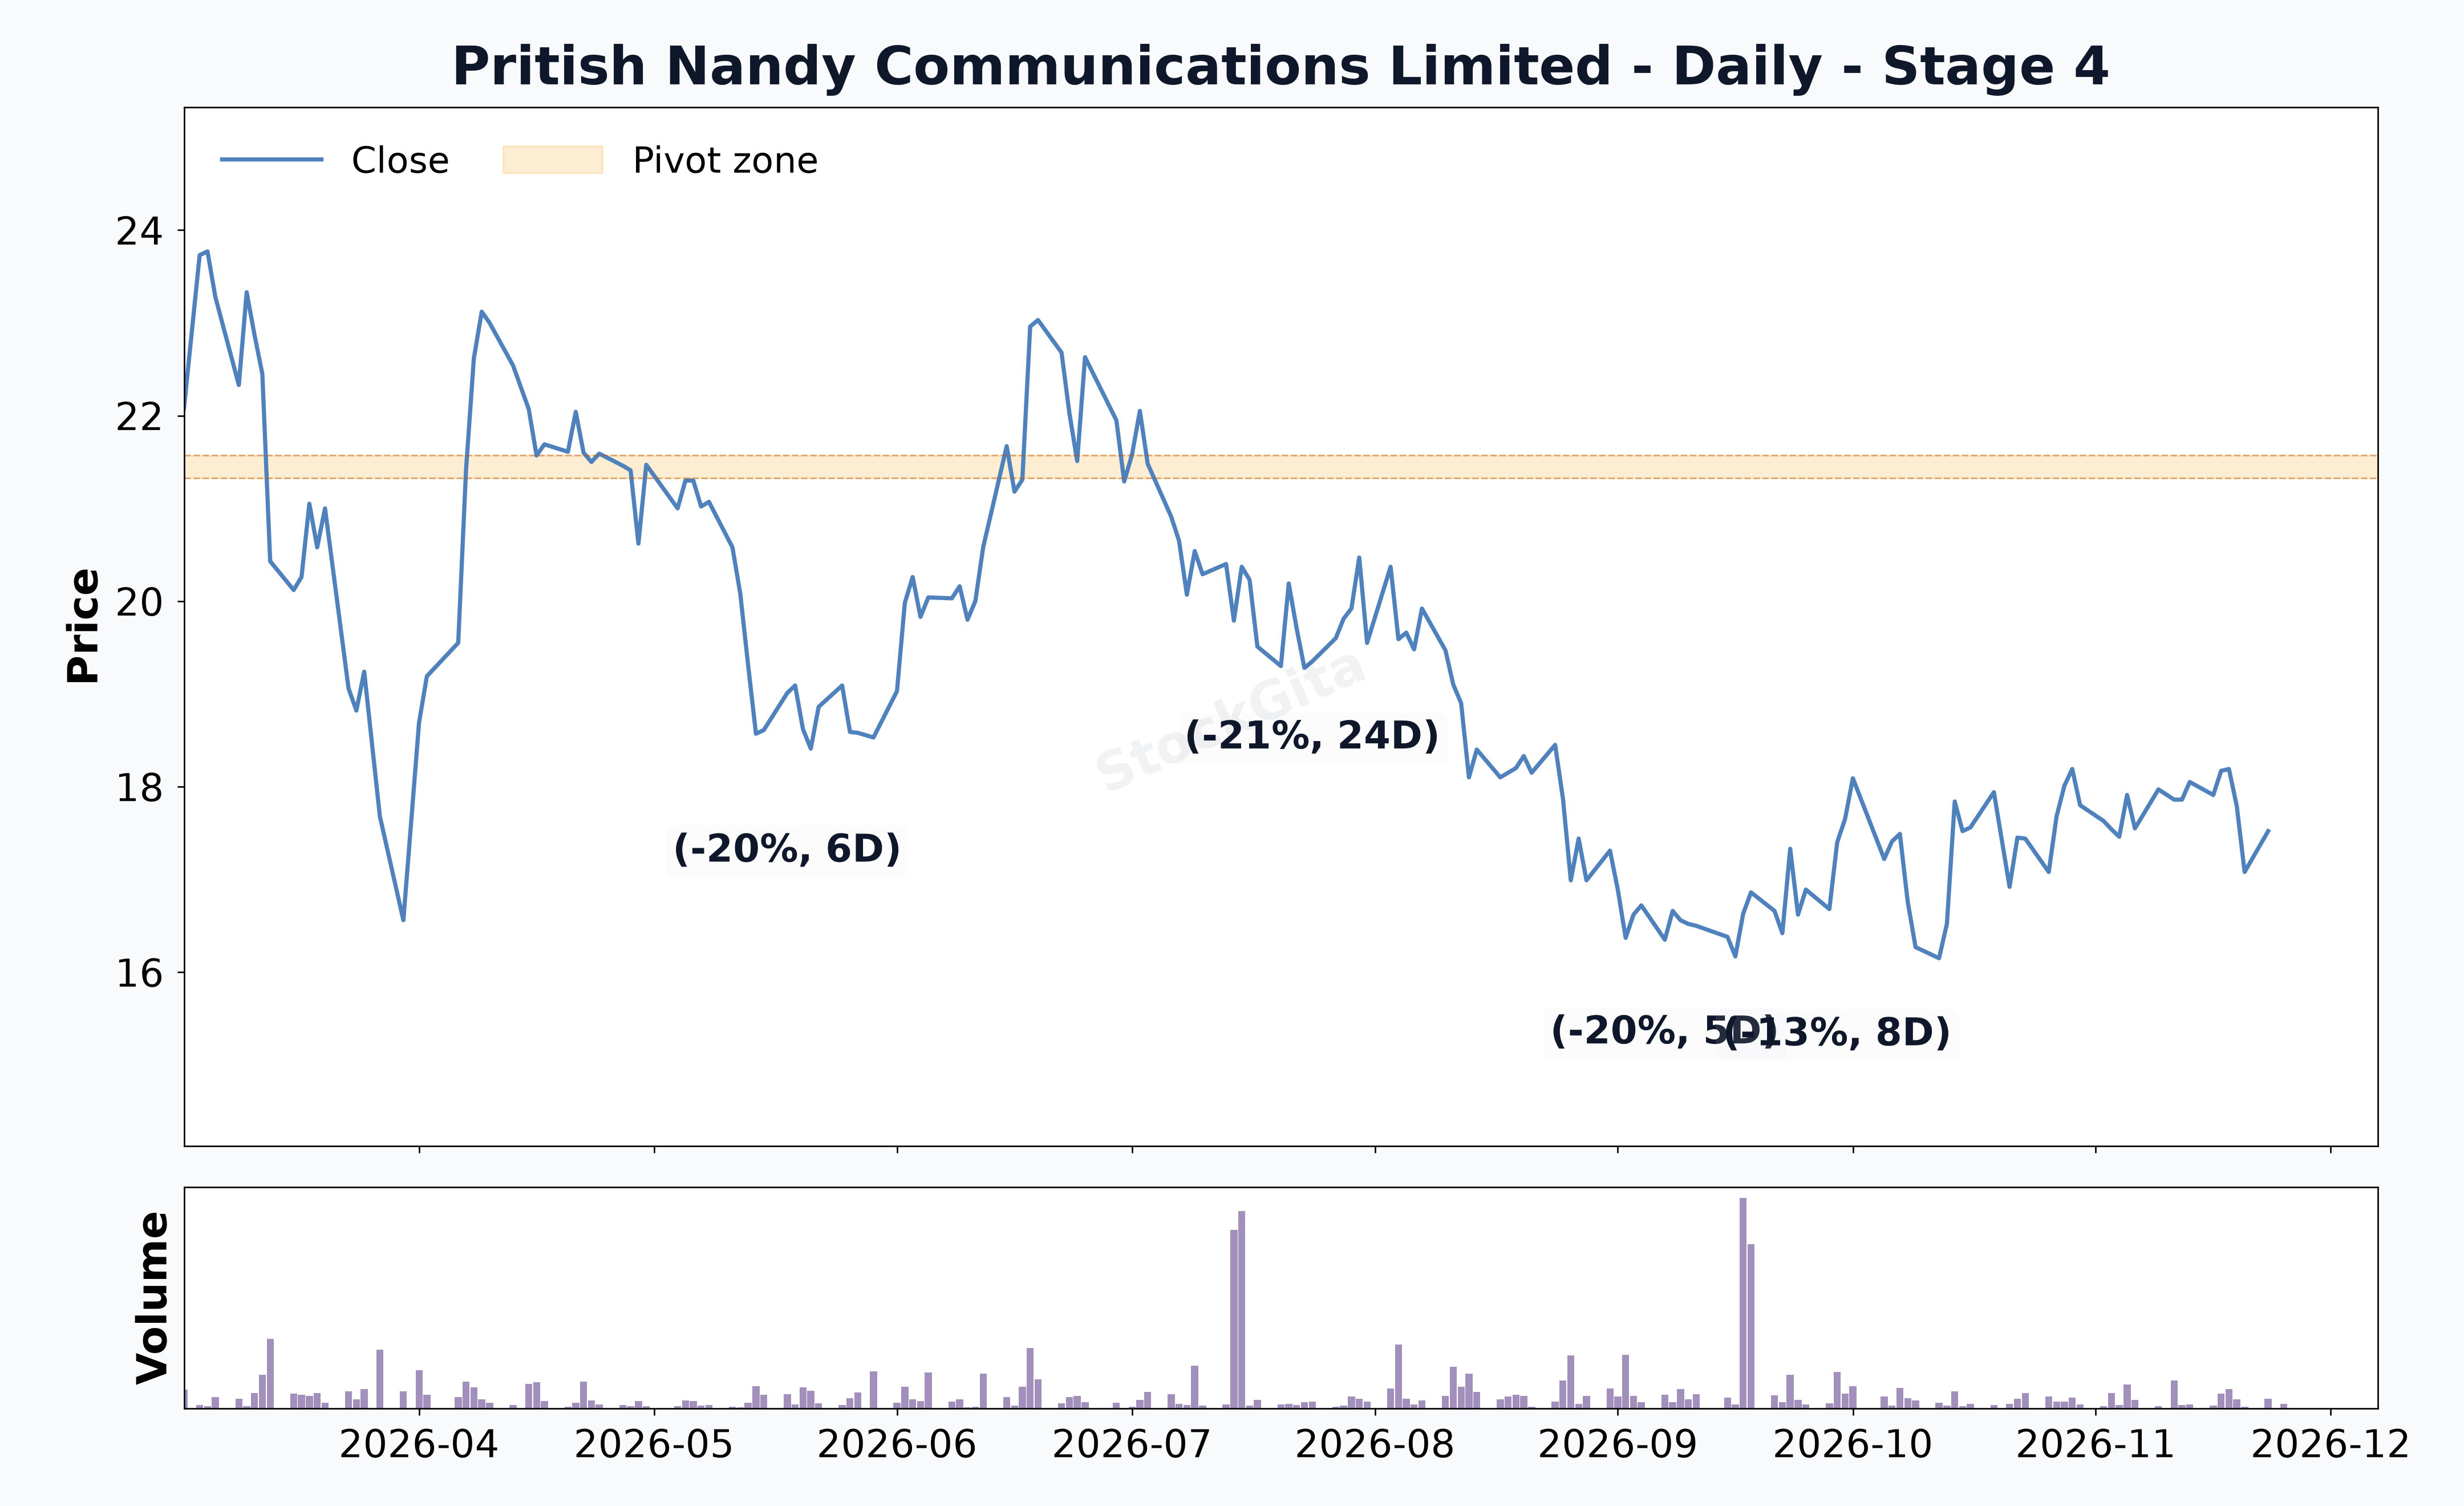 Pritish Nandy Communications Limited - Daily - Stage 4
Close
Pivot zone
24
22
20
18
16
Price
StockGita
(-21%, 24D)
(-20%, 6D)
(-20%, 5D)
(-13%, 8D)
Volume
2026-04
2026-05
2026-06
2026-07
2026-08
2026-09
2026-10
2026-11
2026-12